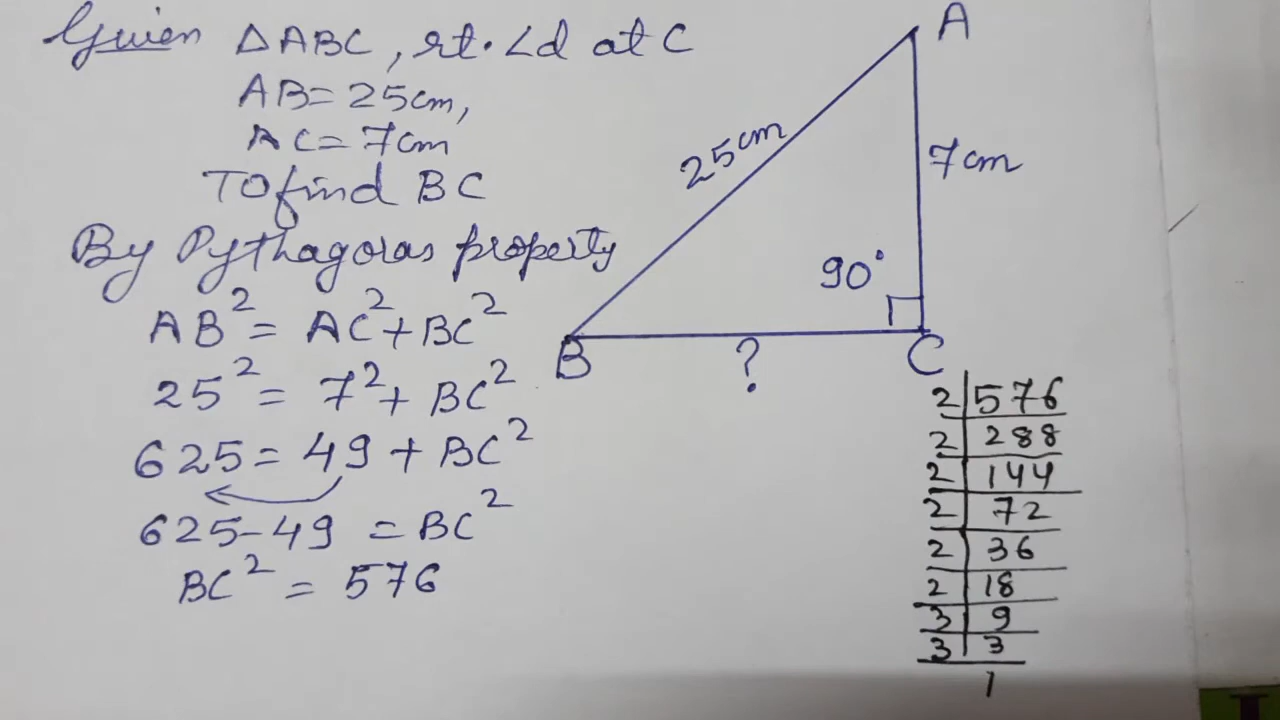 Given △ABC, rt. ∠d at C
AB = 25cm,
AC = 7cm
To find BC
By Pythagoras property
AB² = AC² + BC²
25² = 7² + BC²
625 = 49 + BC²
625 - 49 = BC²
BC² = 576
A
25cm
7cm
90°
B
?
C
2 | 576
2 | 288
2 | 144
2 | 72
2 | 36
2 | 18
3 | 9
3 | 3
1